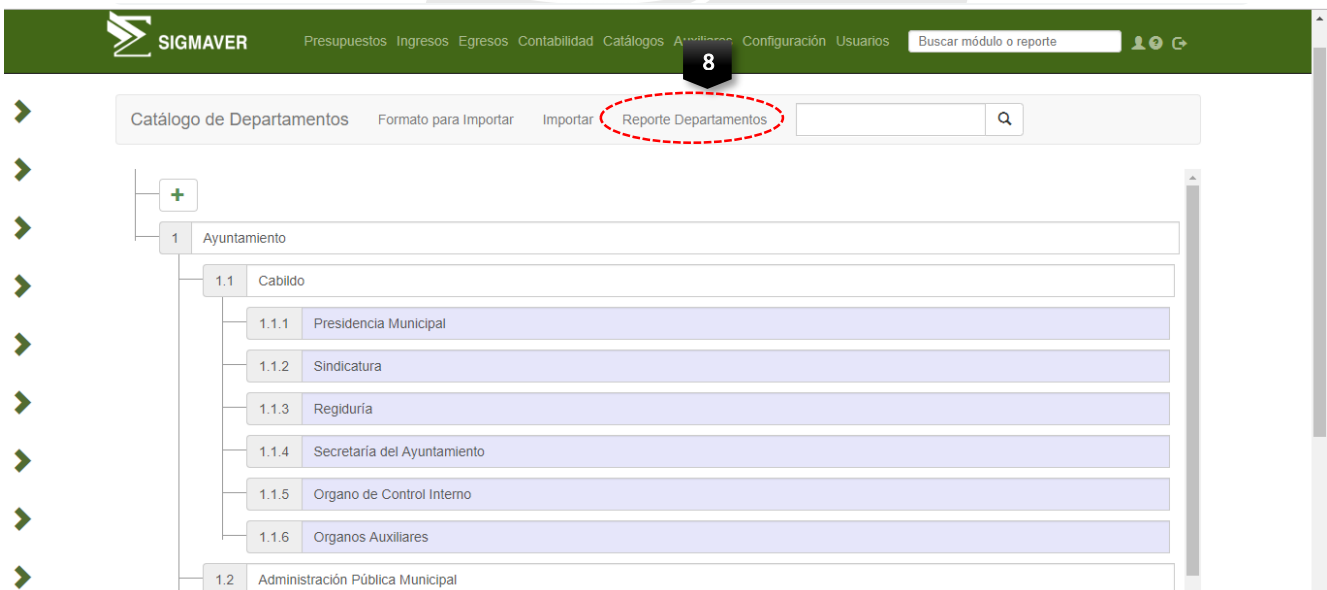 SIGMAVER Presupuestos Ingresos Egresos Contabilidad Catálogos Auxiliares Configuración Usuarios Buscar módulo o reporte
8
Catálogo de Departamentos Formato para Importar Importar Reporte Departamentos
1 Ayuntamiento
1.1 Cabildo
1.1.1 Presidencia Municipal
1.1.2 Sindicatura
1.1.3 Regiduría
1.1.4 Secretaría del Ayuntamiento
1.1.5 Organo de Control Interno
1.1.6 Organos Auxiliares
1.2 Administración Pública Municipal